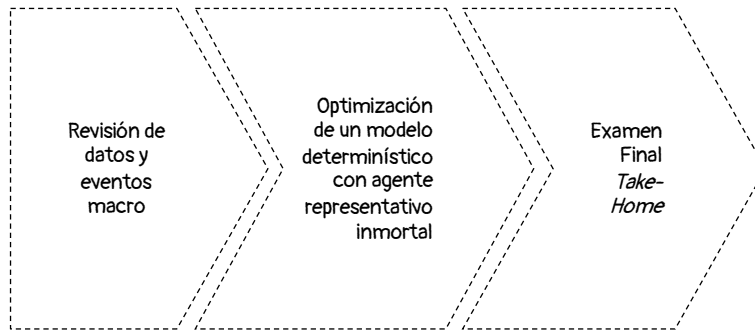 Revisión de
datos y
eventos
macro
Optimización
de un modelo
determinístico
con agente
representativo
inmortal
Examen
Final
Take-
Home